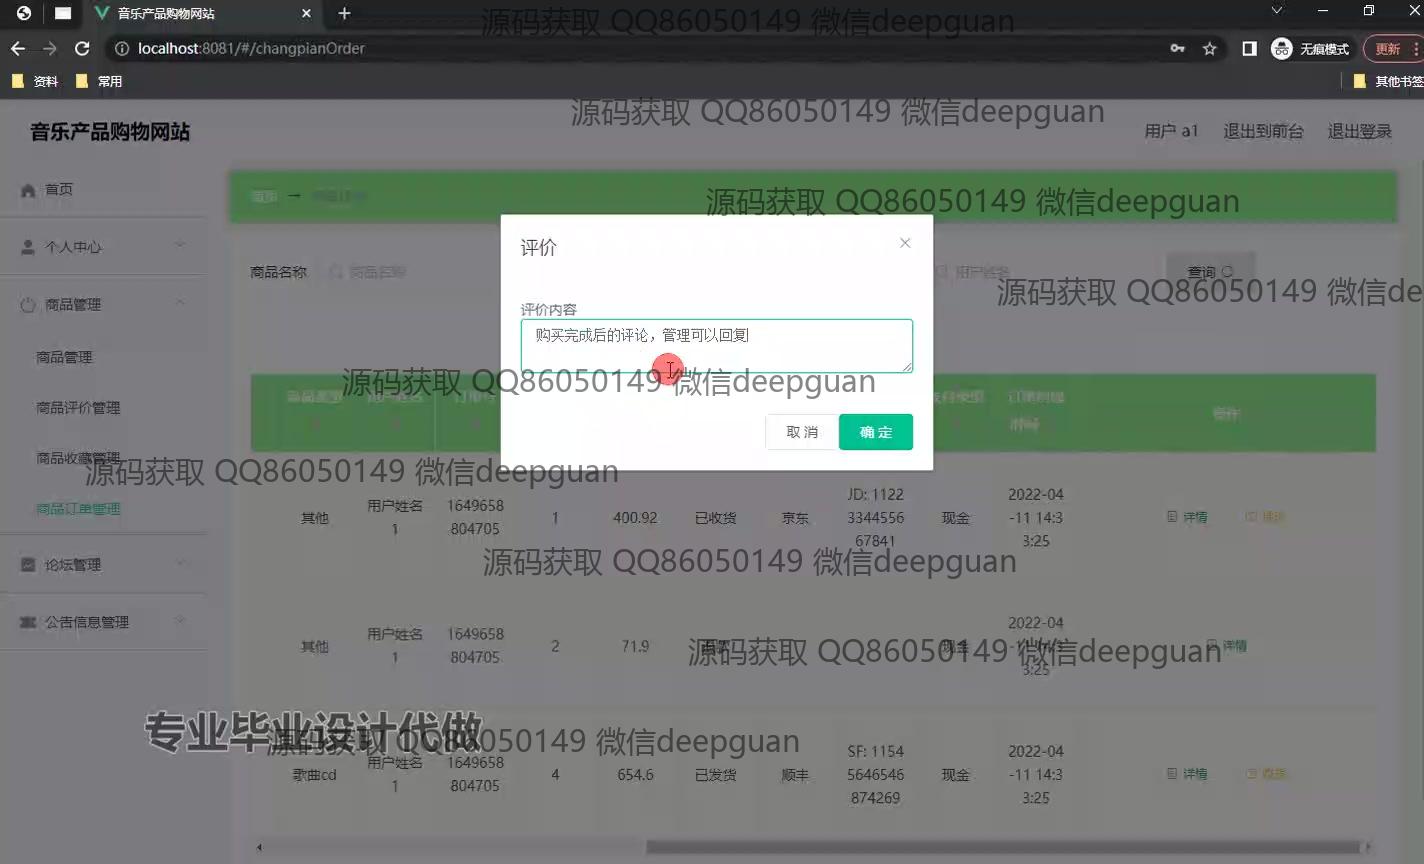 音乐产品购物网站
localhost:8081/#/changpianOrder
无痕模式
更新
资料
常用
其他书签
源码获取 QQ86050149 微信deepguan
源码获取 QQ86050149 微信deepguan
音乐产品购物网站
用户 a1
退出到前台
退出登录
首页
个人中心
商品管理
商品管理
商品评价管理
商品收藏管理
商品订单管理
论坛管理
公告信息管理
源码获取 QQ86050149 微信deepguan
商品名称
商品名称
用户姓名
查询
源码获取 QQ86050149 微信de
评价
评价内容
购买完成后的评论，管理可以回复
取消
确定
源码获取 QQ86050149 微信deepguan
源码获取 QQ86050149 微信deepguan
其他 用户姓名1 1649658804705 1 400.92 已收货 京东 JD: 1122334455667841 现金 2022-04-11 14:33:25 详情
源码获取 QQ86050149 微信deepguan
其他 用户姓名1 1649658804705 2 71.9 现金 2022-04-11 14:33:25 详情
源码获取 QQ86050149 微信deepguan
专业毕业设计代做
源码获取 QQ86050149 微信deepguan
歌曲cd 用户姓名1 1649658804705 4 654.6 已发货 顺丰 SF: 11545646546874269 现金 2022-04-11 14:33:25 详情